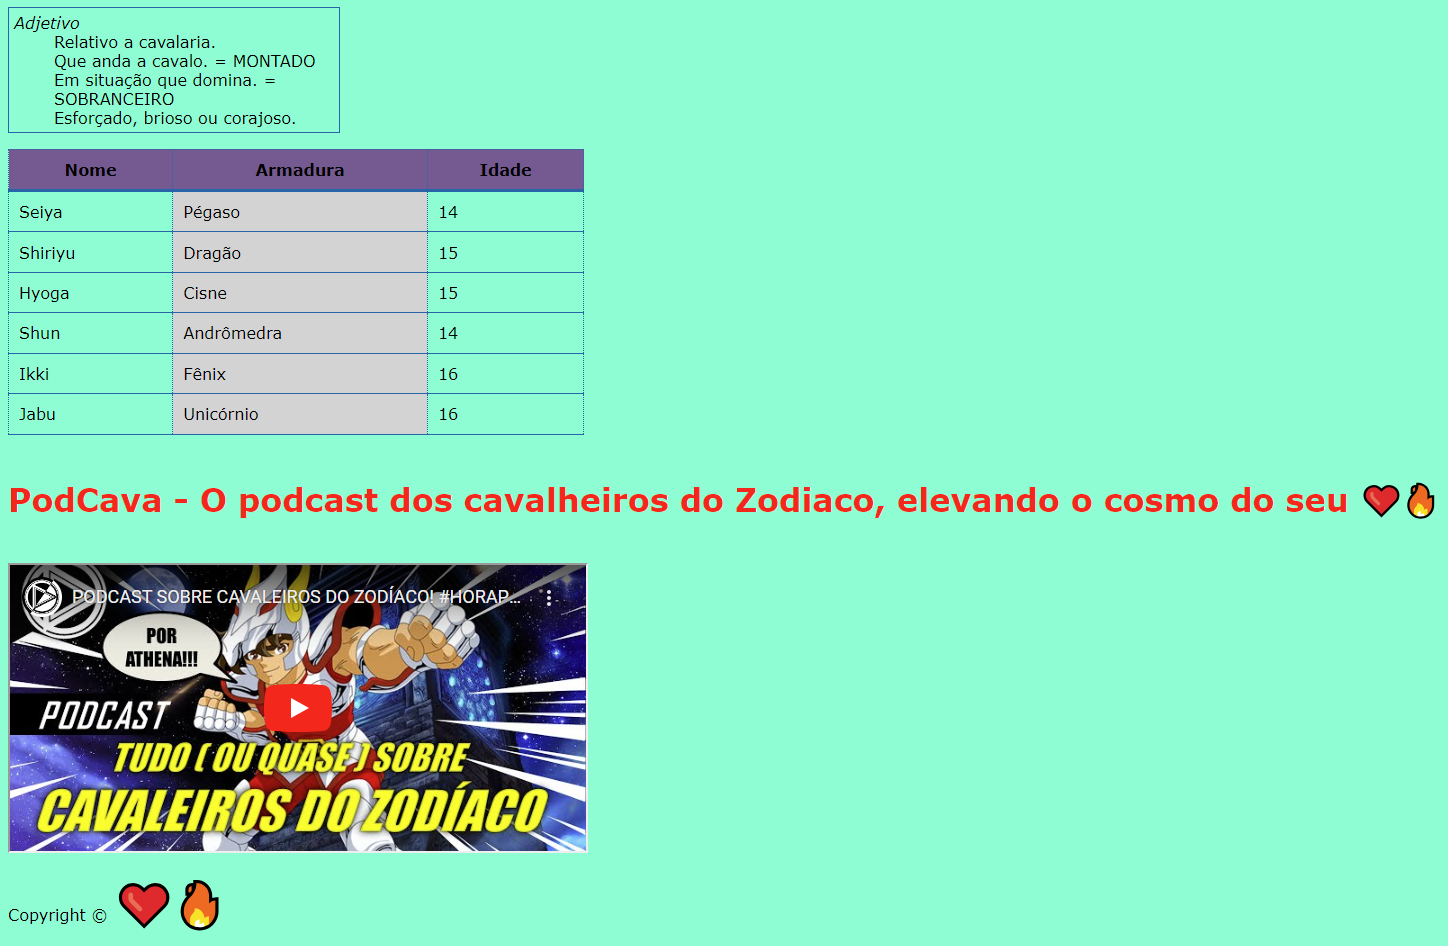 Adjetivo
Relativo a cavalaria.
Que anda a cavalo. = MONTADO
Em situação que domina. =
SOBRANCEIRO
Esforçado, brioso ou corajoso.
Nome Armadura Idade
Seiya Pégaso 14
Shiriyu Dragão 15
Hyoga Cisne 15
Shun Andrômedra 14
Ikki Fênix 16
Jabu Unicórnio 16
PodCava - O podcast dos cavalheiros do Zodiaco, elevando o cosmo do seu ❤️🔥
PODCAST SOBRE CAVALEIROS DO ZODÍACO! #HORAP...
POR
ATHENA!!!
PODCAST
TUDO ( OU QUASE ) SOBRE
CAVALEIROS DO ZODÍACO
Copyright © ❤️🔥